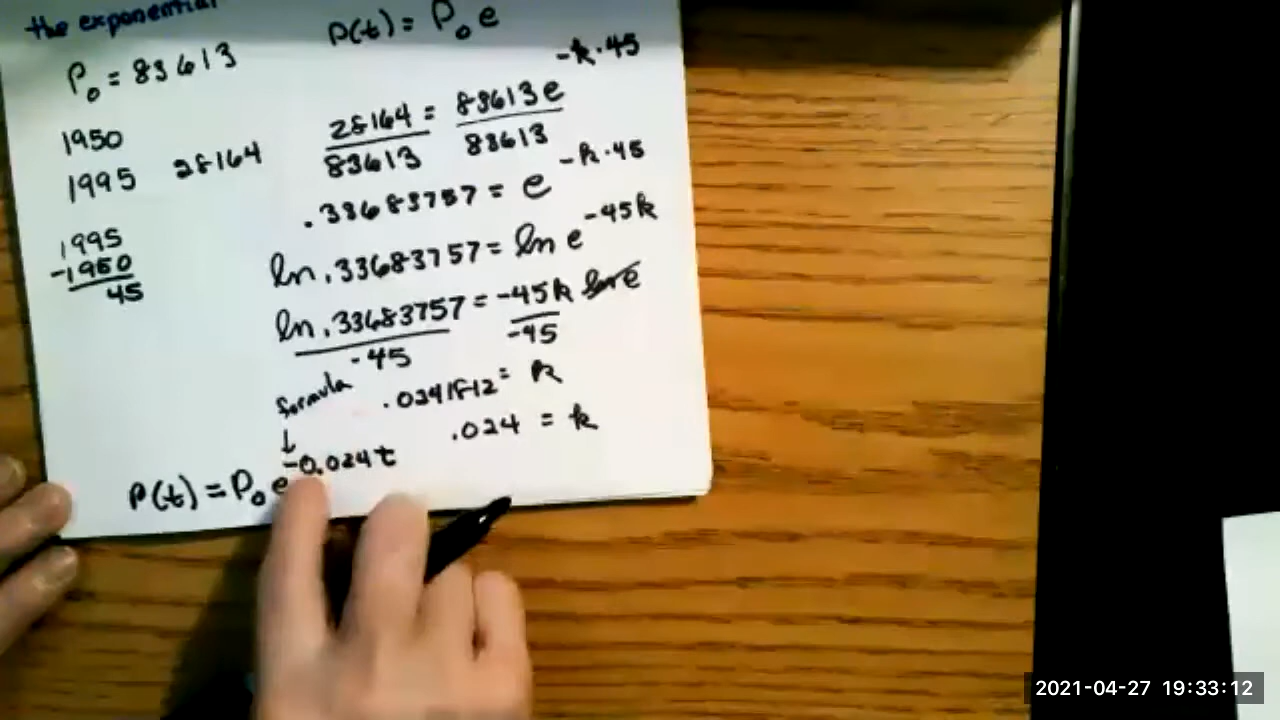 the exponential
P₀ = 83613
1950
1995 28164
1995
-1950
45
P(t) = P₀ e
28164 = 83613e^-k·45
83613 83613
.33683757 = e^-k·45
ln .33683757 = ln e^-45k
ln .33683757 = -45k ln e
-45 -45
formula .0241812 = k
↓ .024 = k
P(t) = P₀ e^-0.024t
2021-04-27 19:33:12